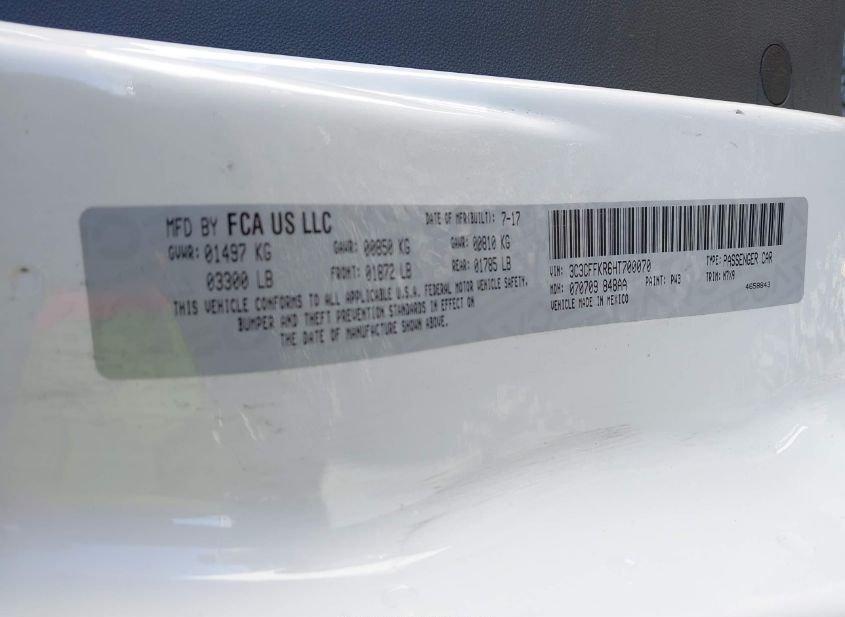 MFD BY FCA US LLC
DATE OF MFR(BUILT): 7-17
GVWR: 01497 KG
GAWR: 00850 KG
GAWR: 00810 KG
03300 LB
FRONT: 01872 LB
REAR: 01785 LB
THIS VEHICLE CONFORMS TO ALL APPLICABLE U.S.A. FEDERAL MOTOR VEHICLE SAFETY,
BUMPER AND THEFT PREVENTION STANDARDS IN EFFECT ON
THE DATE OF MANUFACTURE SHOWN ABOVE.
VIN: 3C3CFFKR6HT700070
TYPE: PASSENGER CAR
MDH: 070709 848AA
PAINT: PW3
TRIM: M7X9
VEHICLE MADE IN MEXICO
4658843